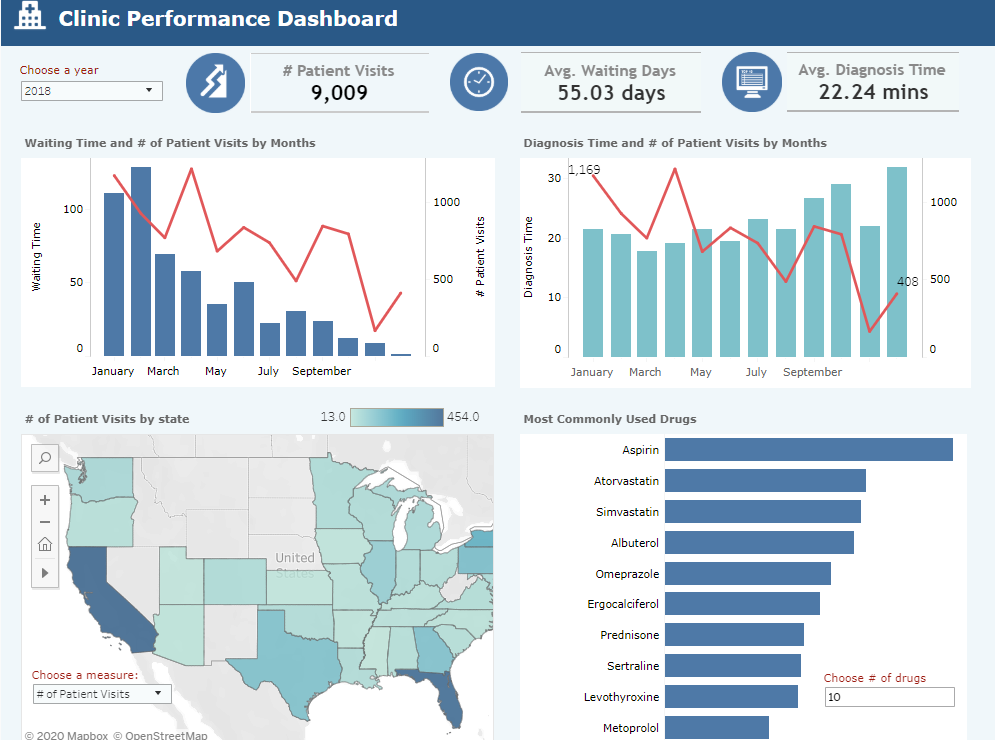 Clinic Performance Dashboard
Choose a year
2018
# Patient Visits
9,009
Avg. Waiting Days
55.03 days
Avg. Diagnosis Time
22.24 mins
Waiting Time and # of Patient Visits by Months
Waiting Time
100
50
0
1000
500
0
# Patient Visits
January March May July September
Diagnosis Time and # of Patient Visits by Months
Diagnosis Time
30
20
10
0
1,169
408
1000
500
0
January March May July September
# of Patient Visits by state
13.0 454.0
United
States
Choose a measure:
# of Patient Visits
© 2020 Mapbox © OpenStreetMap
Most Commonly Used Drugs
Aspirin
Atorvastatin
Simvastatin
Albuterol
Omeprazole
Ergocalciferol
Prednisone
Sertraline
Levothyroxine
Metoprolol
Choose # of drugs
10